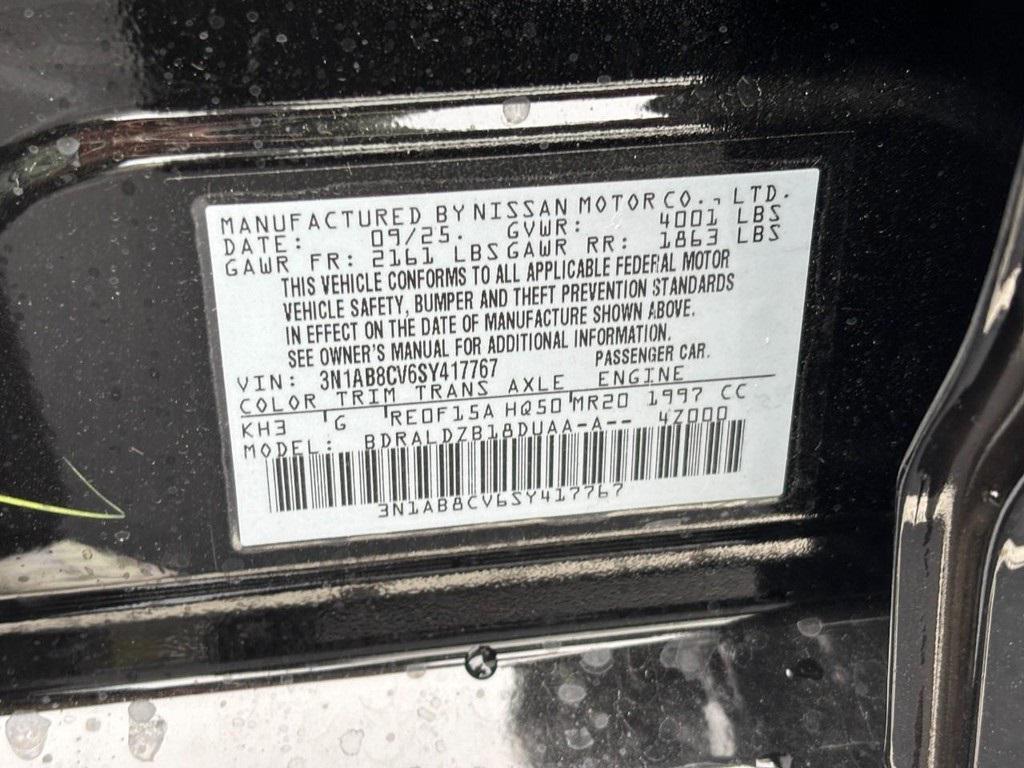 MANUFACTURED BY NISSAN MOTOR CO., LTD.
DATE: 09/25. GVWR: 4001 LBS
GAWR FR: 2161 LBS GAWR RR: 1863 LBS
THIS VEHICLE CONFORMS TO ALL APPLICABLE FEDERAL MOTOR
VEHICLE SAFETY, BUMPER AND THEFT PREVENTION STANDARDS
IN EFFECT ON THE DATE OF MANUFACTURE SHOWN ABOVE.
SEE OWNER'S MANUAL FOR ADDITIONAL INFORMATION.
VIN: 3N1AB8CV6SY417767 PASSENGER CAR.
COLOR TRIM TRANS AXLE ENGINE
KH3 G RE0F15A HQ50 MR20 1997 CC
MODEL: BDRALDZB18DUAA-A-- 4Z000
3N1AB8CV6SY417767